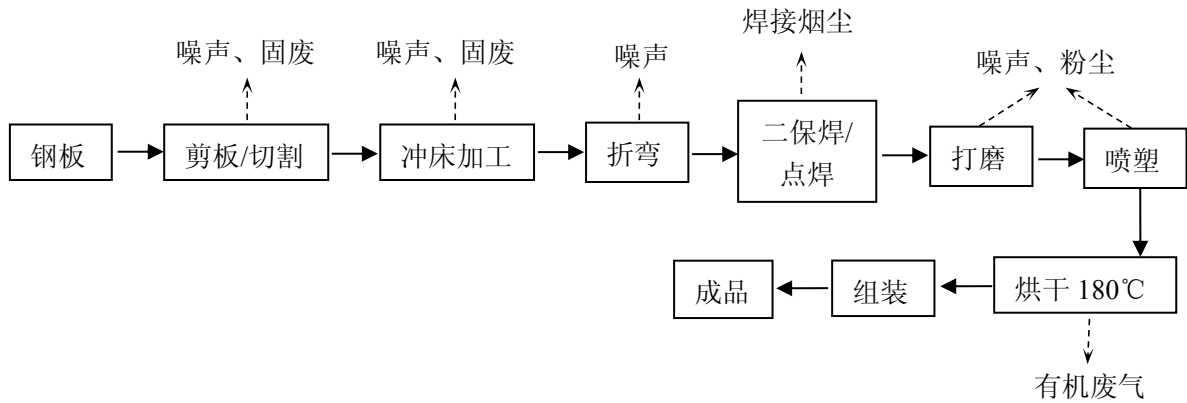 焊接烟尘
噪声、固废
噪声、固废
噪声
噪声、粉尘
钢板
剪板/切割
冲床加工
折弯
二保焊/
点焊
打磨
喷塑
成品
组装
烘干 180℃
有机废气